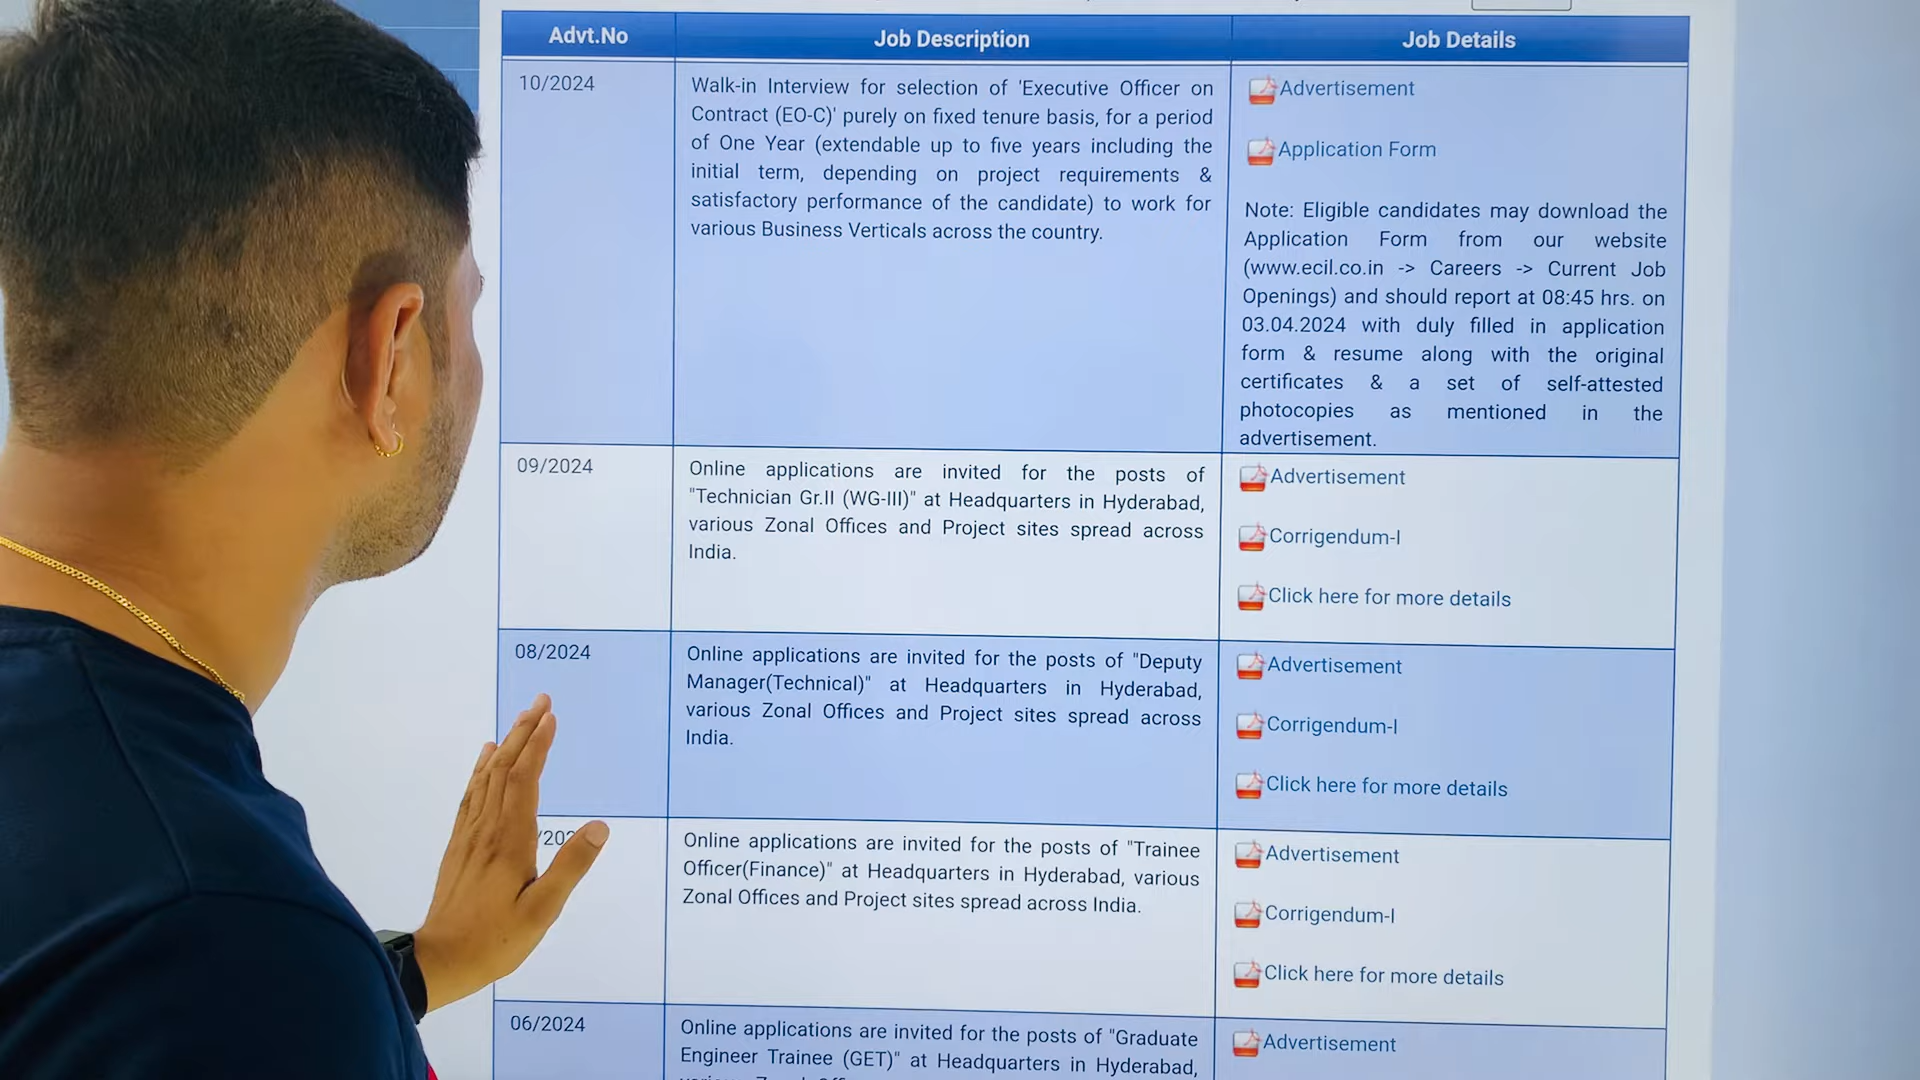 Advt.No
Job Description
Job Details
10/2024
Walk-in Interview for selection of 'Executive Officer on
Contract (EO-C)' purely on fixed tenure basis, for a period
of One Year (extendable up to five years including the
initial term, depending on project requirements &
satisfactory performance of the candidate) to work for
various Business Verticals across the country.
Advertisement
Application Form
Note: Eligible candidates may download the
Application Form from our website
(www.ecil.co.in -> Careers -> Current Job
Openings) and should report at 08:45 hrs. on
03.04.2024 with duly filled in application
form & resume along with the original
certificates & a set of self-attested
photocopies as mentioned in the
advertisement.
09/2024
Online applications are invited for the posts of
"Technician Gr.II (WG-III)" at Headquarters in Hyderabad,
various Zonal Offices and Project sites spread across
India.
Advertisement
Corrigendum-I
Click here for more details
08/2024
Online applications are invited for the posts of "Deputy
Manager(Technical)" at Headquarters in Hyderabad,
various Zonal Offices and Project sites spread across
India.
Advertisement
Corrigendum-I
Click here for more details
/202
Online applications are invited for the posts of "Trainee
Officer(Finance)" at Headquarters in Hyderabad, various
Zonal Offices and Project sites spread across India.
Advertisement
Corrigendum-I
Click here for more details
06/2024
Online applications are invited for the posts of "Graduate
Engineer Trainee (GET)" at Headquarters in Hyderabad,
Advertisement